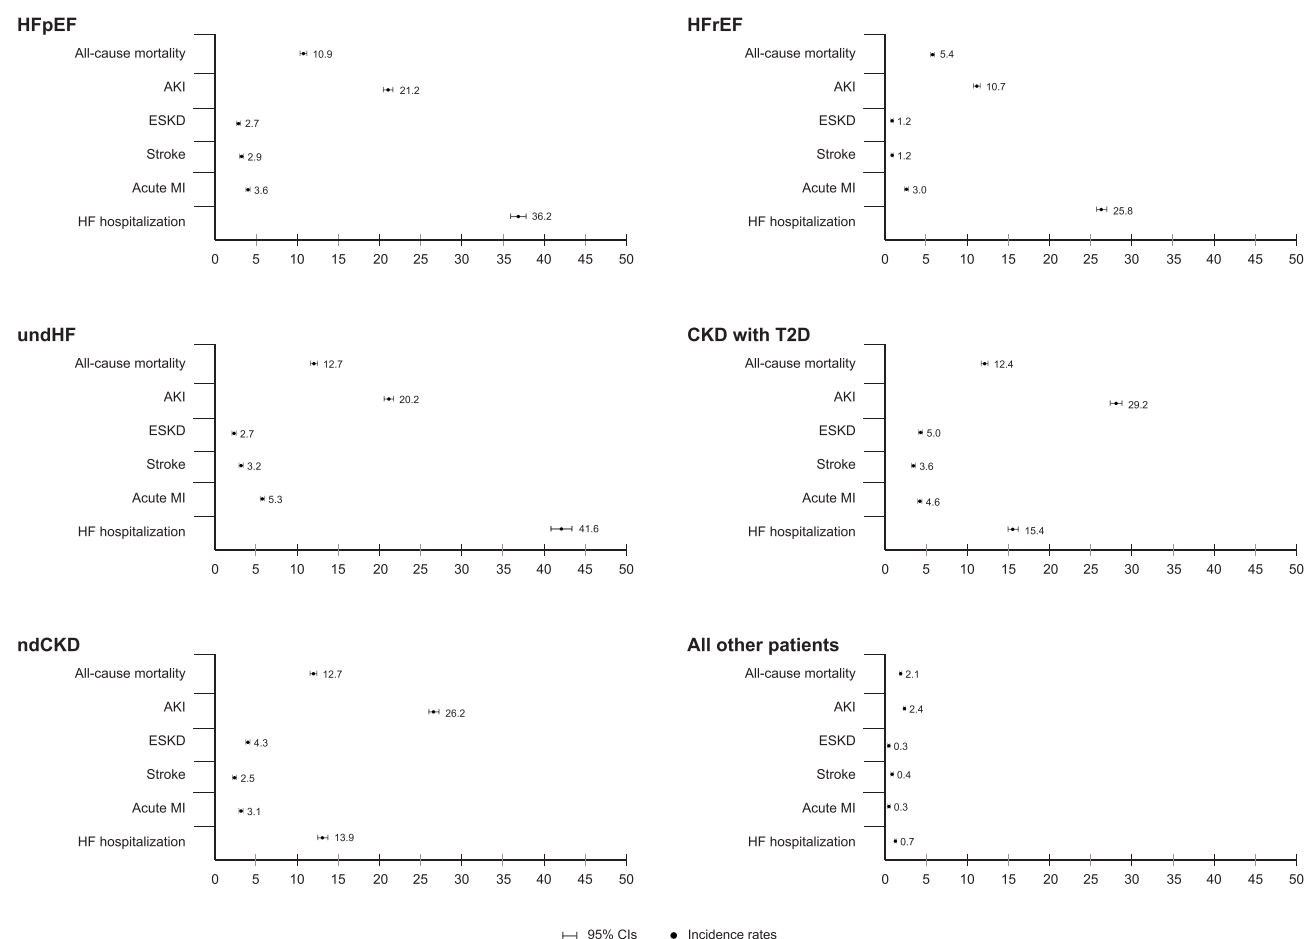 HFpEF
All-cause mortality 10.9
AKI 21.2
ESKD 2.7
Stroke 2.9
Acute MI 3.6
HF hospitalization 36.2
0 5 10 15 20 25 30 35 40 45 50
HFrEF
All-cause mortality 5.4
AKI 10.7
ESKD 1.2
Stroke 1.2
Acute MI 3.0
HF hospitalization 25.8
0 5 10 15 20 25 30 35 40 45 50
undHF
All-cause mortality 12.7
AKI 20.2
ESKD 2.7
Stroke 3.2
Acute MI 5.3
HF hospitalization 41.6
0 5 10 15 20 25 30 35 40 45 50
CKD with T2D
All-cause mortality 12.4
AKI 29.2
ESKD 5.0
Stroke 3.6
Acute MI 4.6
HF hospitalization 15.4
0 5 10 15 20 25 30 35 40 45 50
ndCKD
All-cause mortality 12.7
AKI 26.2
ESKD 4.3
Stroke 2.5
Acute MI 3.1
HF hospitalization 13.9
0 5 10 15 20 25 30 35 40 45 50
All other patients
All-cause mortality 2.1
AKI 2.4
ESKD 0.3
Stroke 0.4
Acute MI 0.3
HF hospitalization 0.7
0 5 10 15 20 25 30 35 40 45 50
95% CIs Incidence rates